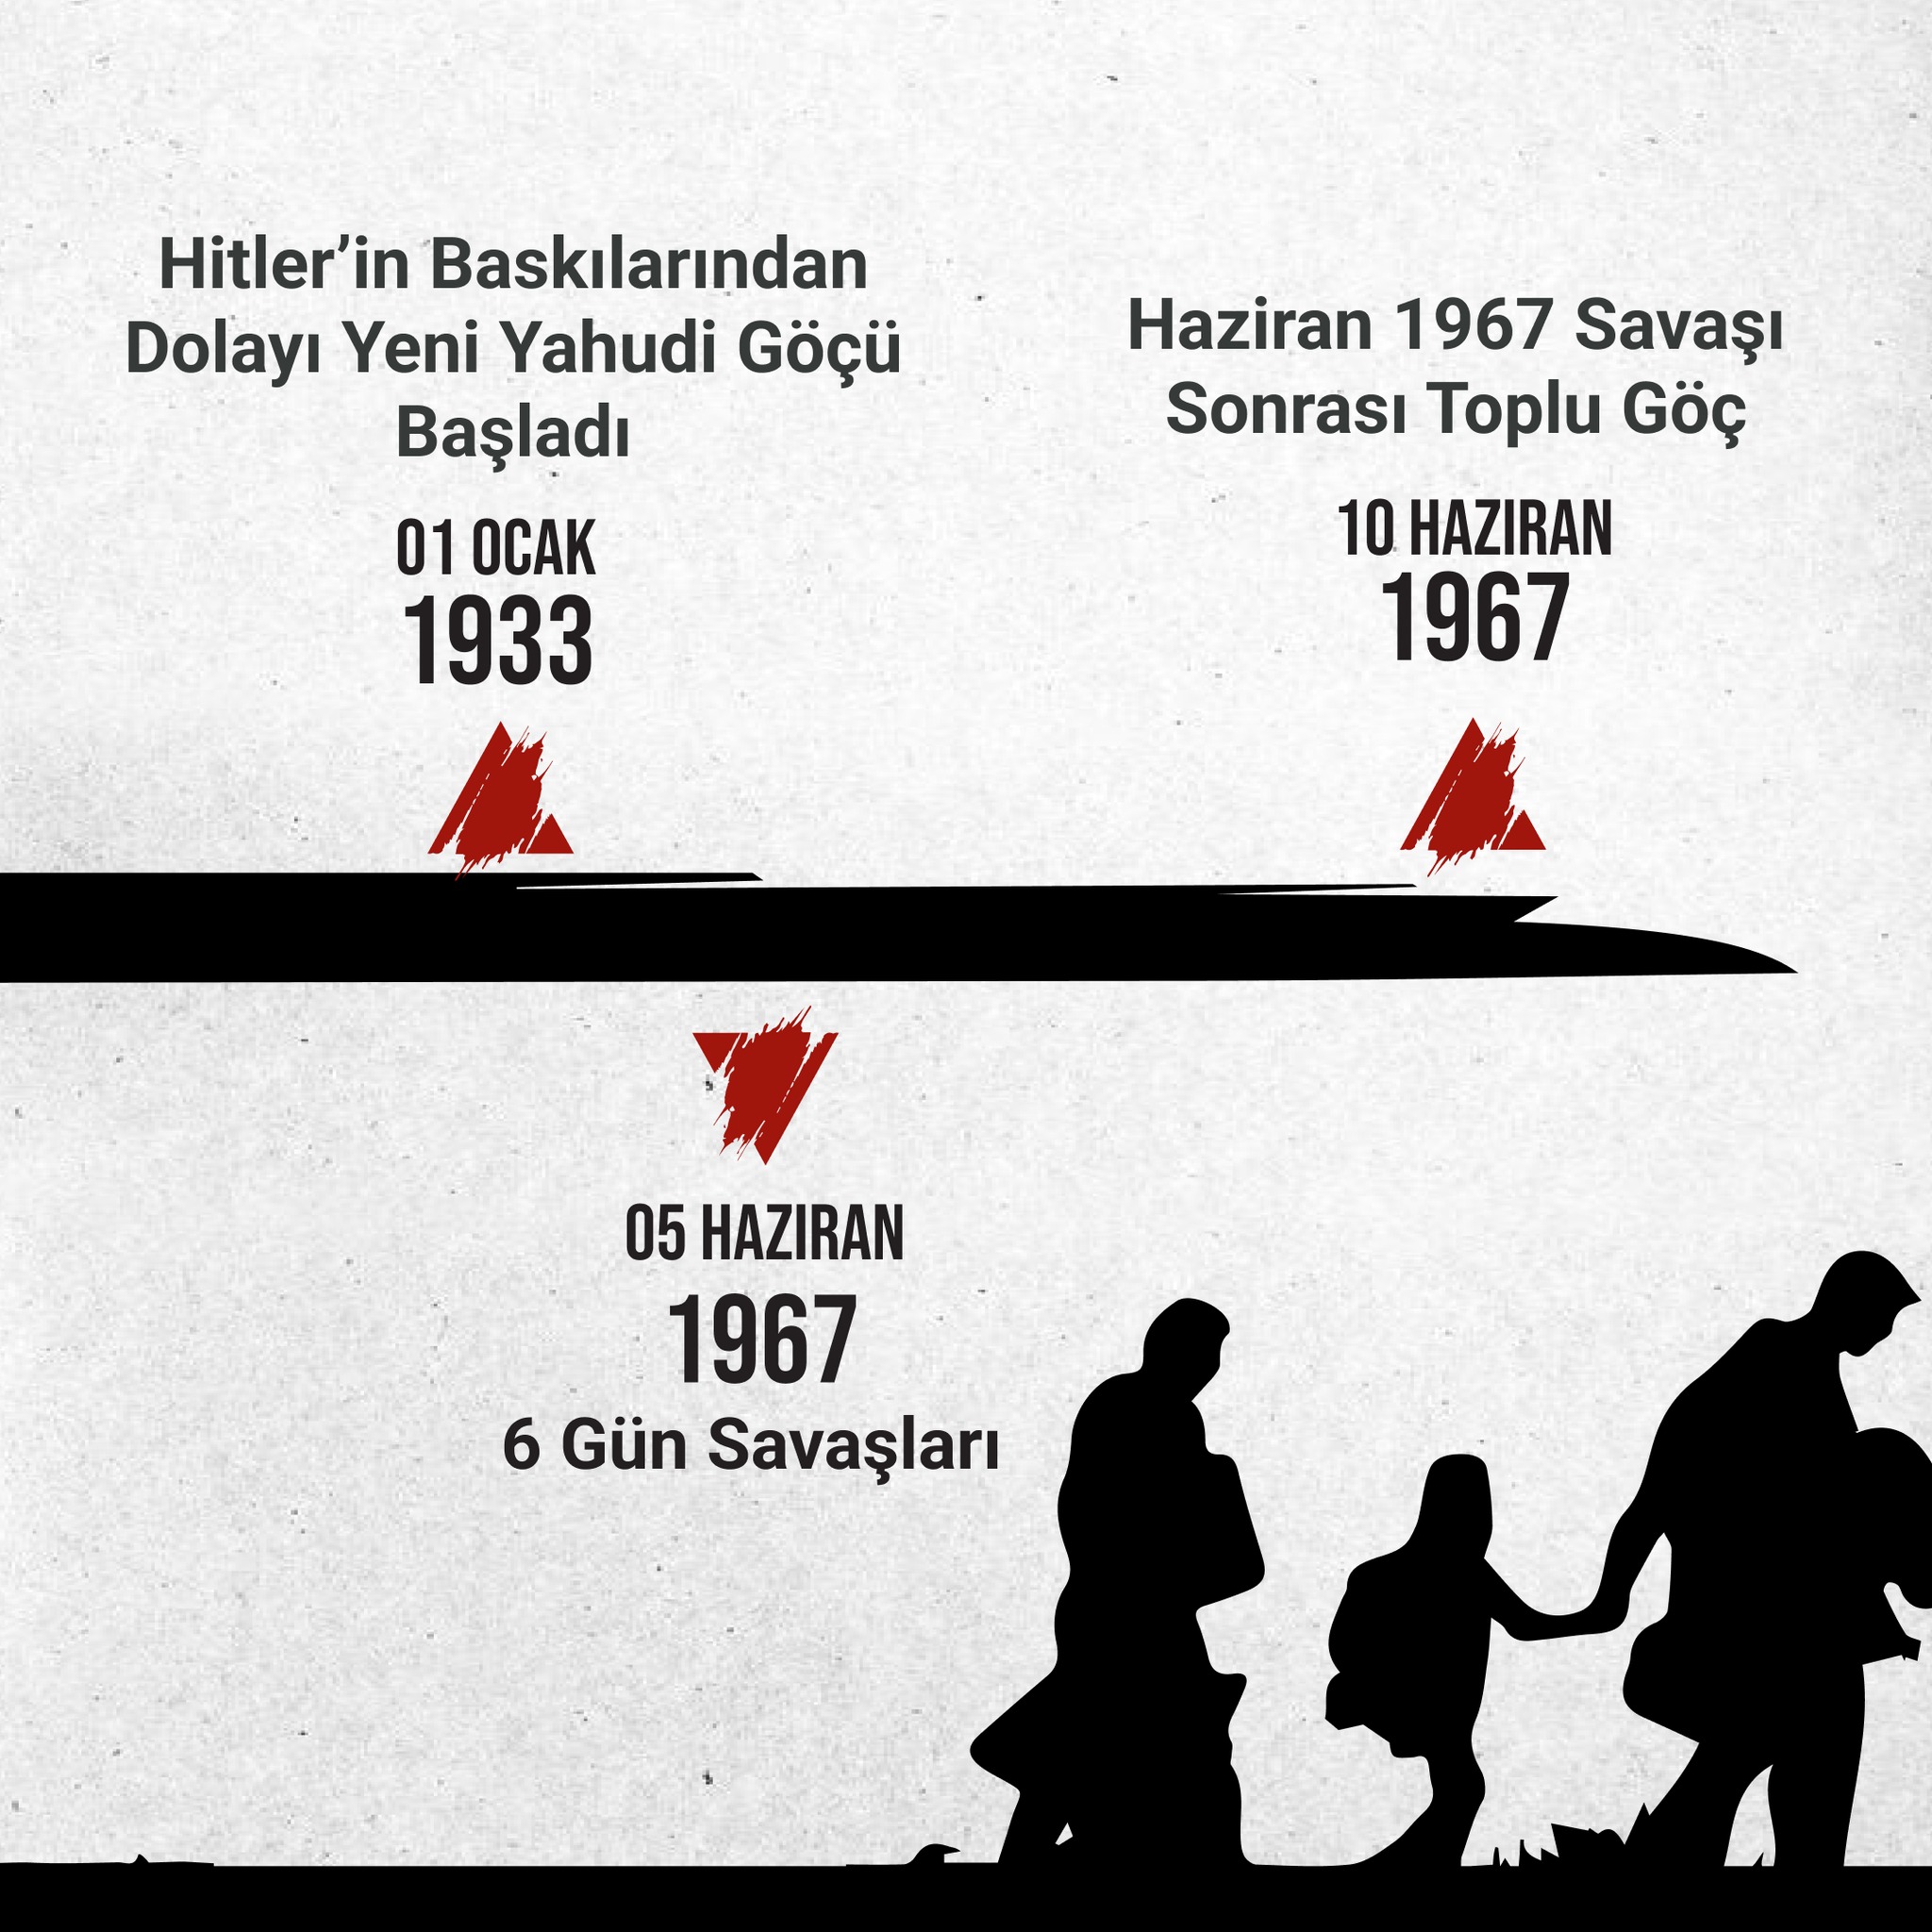 Hitler’in Baskılarından
Dolayı Yeni Yahudi Göçü
Başladı
01 OCAK
1933
Haziran 1967 Savaşı
Sonrası Toplu Göç
10 HAZIRAN
1967
05 HAZIRAN
1967
6 Gün Savaşları